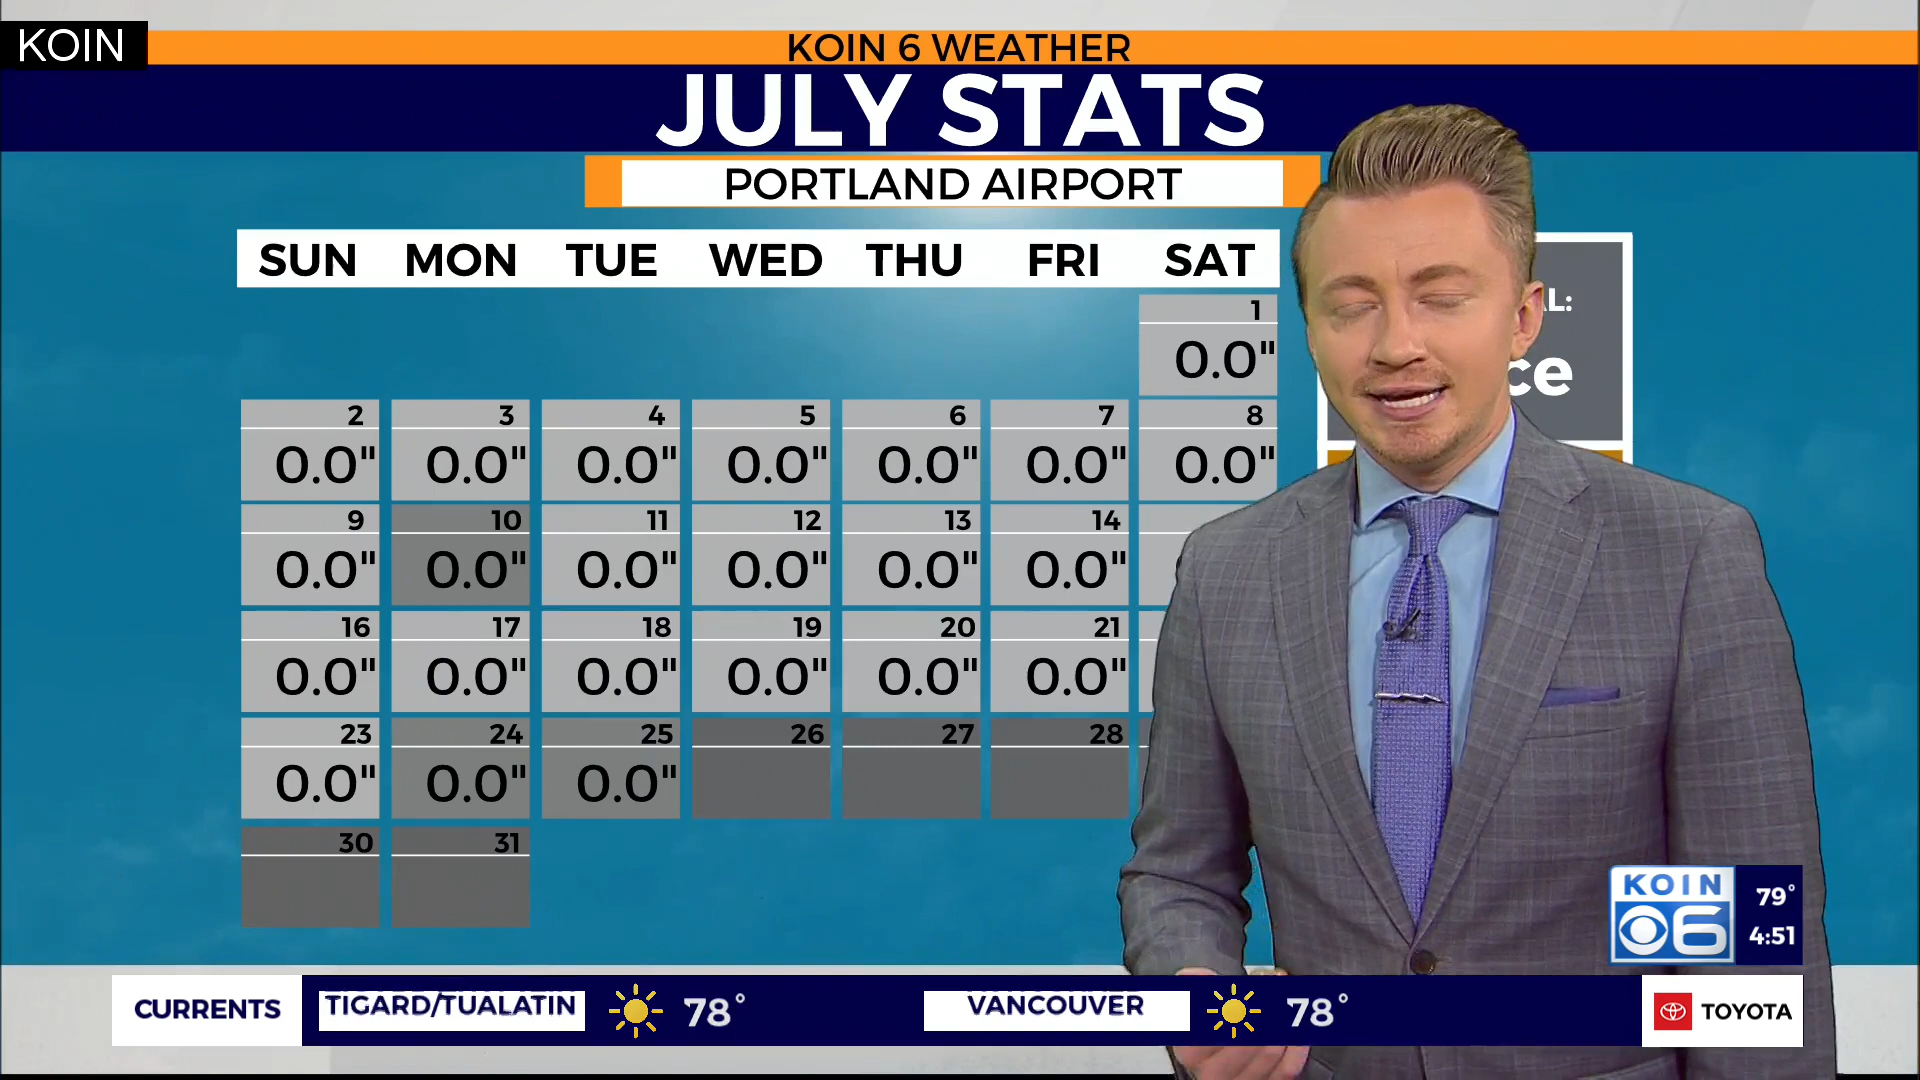 KOIN
KOIN 6 WEATHER
JULY STATS
PORTLAND AIRPORT
SUN MON TUE WED THU FRI SAT
1
0.0"
2 3 4 5 6 7 8
0.0" 0.0" 0.0" 0.0" 0.0" 0.0" 0.0"
9 10 11 12 13 14
0.0" 0.0" 0.0" 0.0" 0.0" 0.0"
16 17 18 19 20 21
0.0" 0.0" 0.0" 0.0" 0.0" 0.0"
23 24 25 26 27 28
0.0" 0.0" 0.0"
30 31
KOIN
6
79°
4:51
CURRENTS TIGARD/TUALATIN 78° VANCOUVER 78° TOYOTA